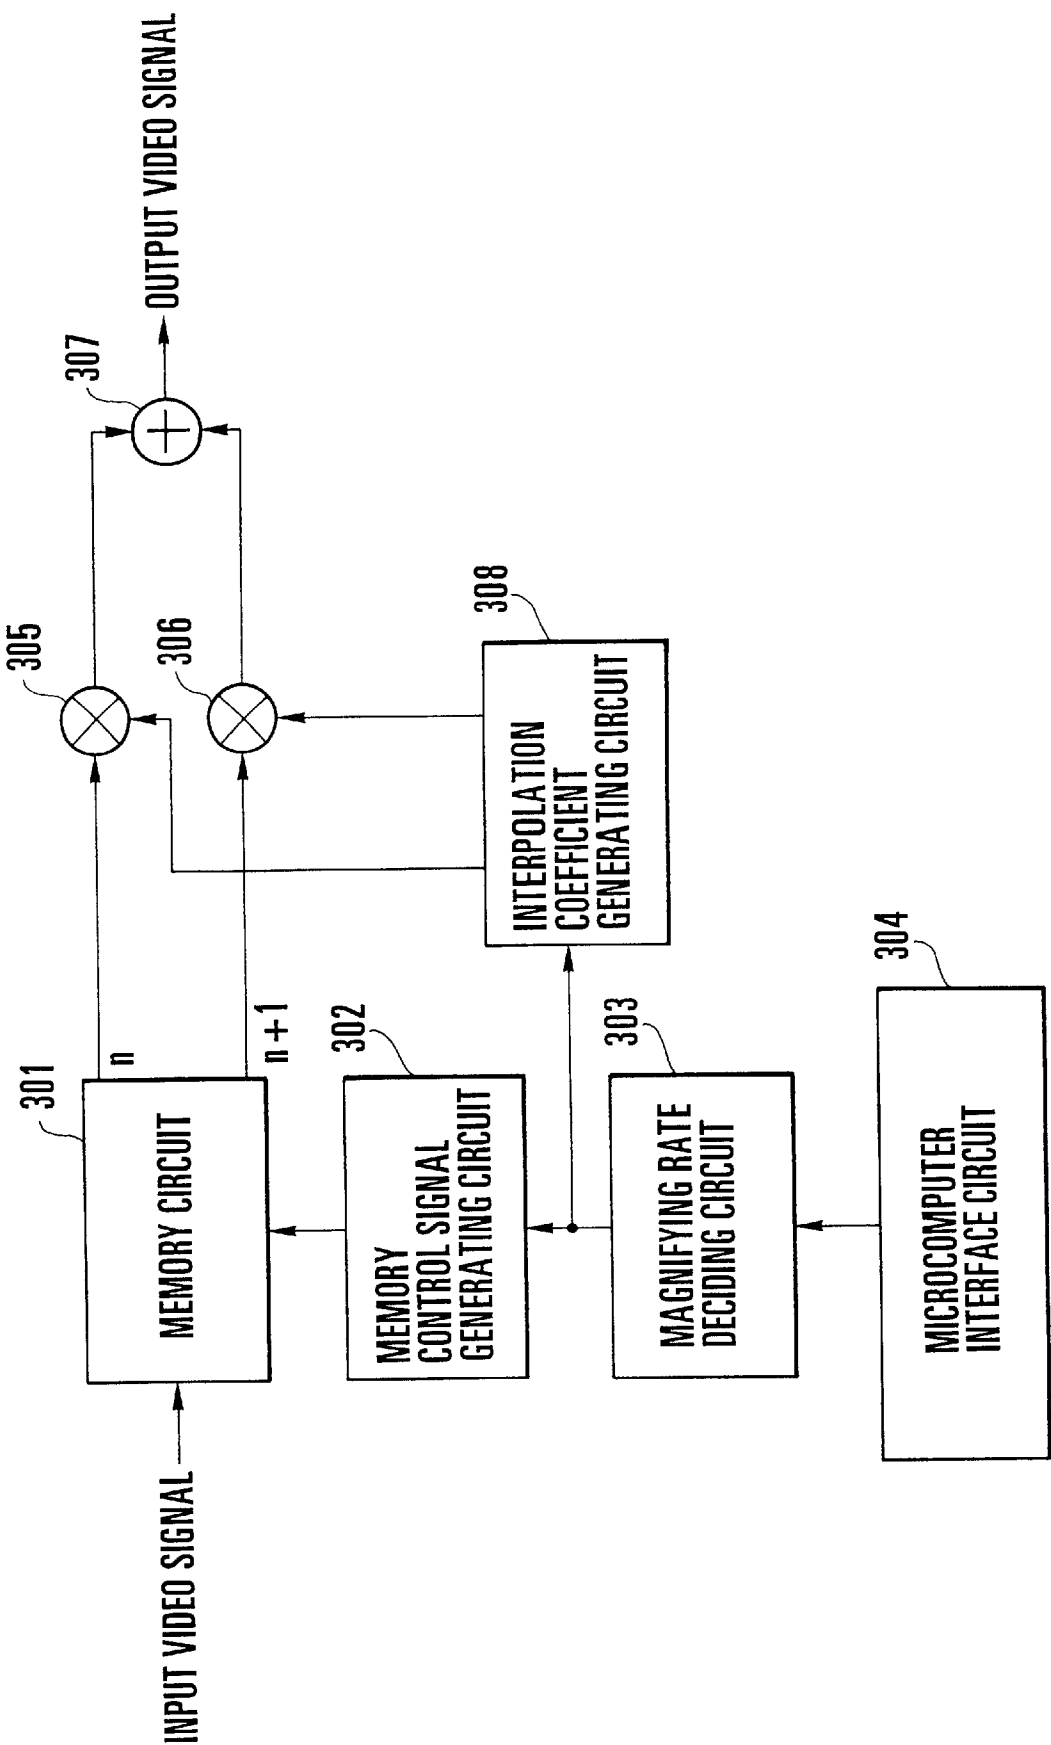 INPUT VIDEO SIGNAL
301
MEMORY CIRCUIT
n
n+1
305
306
307
OUTPUT VIDEO SIGNAL
302
MEMORY
CONTROL SIGNAL
GENERATING CIRCUIT
308
INTERPOLATION
COEFFICIENT
GENERATING CIRCUIT
303
MAGNIFYING RATE
DECIDING CIRCUIT
304
MICROCOMPUTER
INTERFACE CIRCUIT